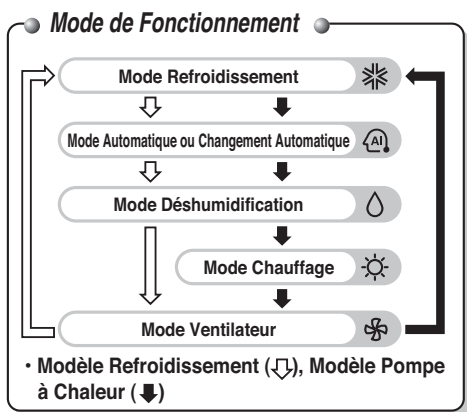 Mode de Fonctionnement
Mode Refroidissement
Mode Automatique ou Changement Automatique
AI
Mode Déshumidification
Mode Chauffage
Mode Ventilateur
· Modèle Refroidissement (⇩), Modèle Pompe
à Chaleur (⬇)